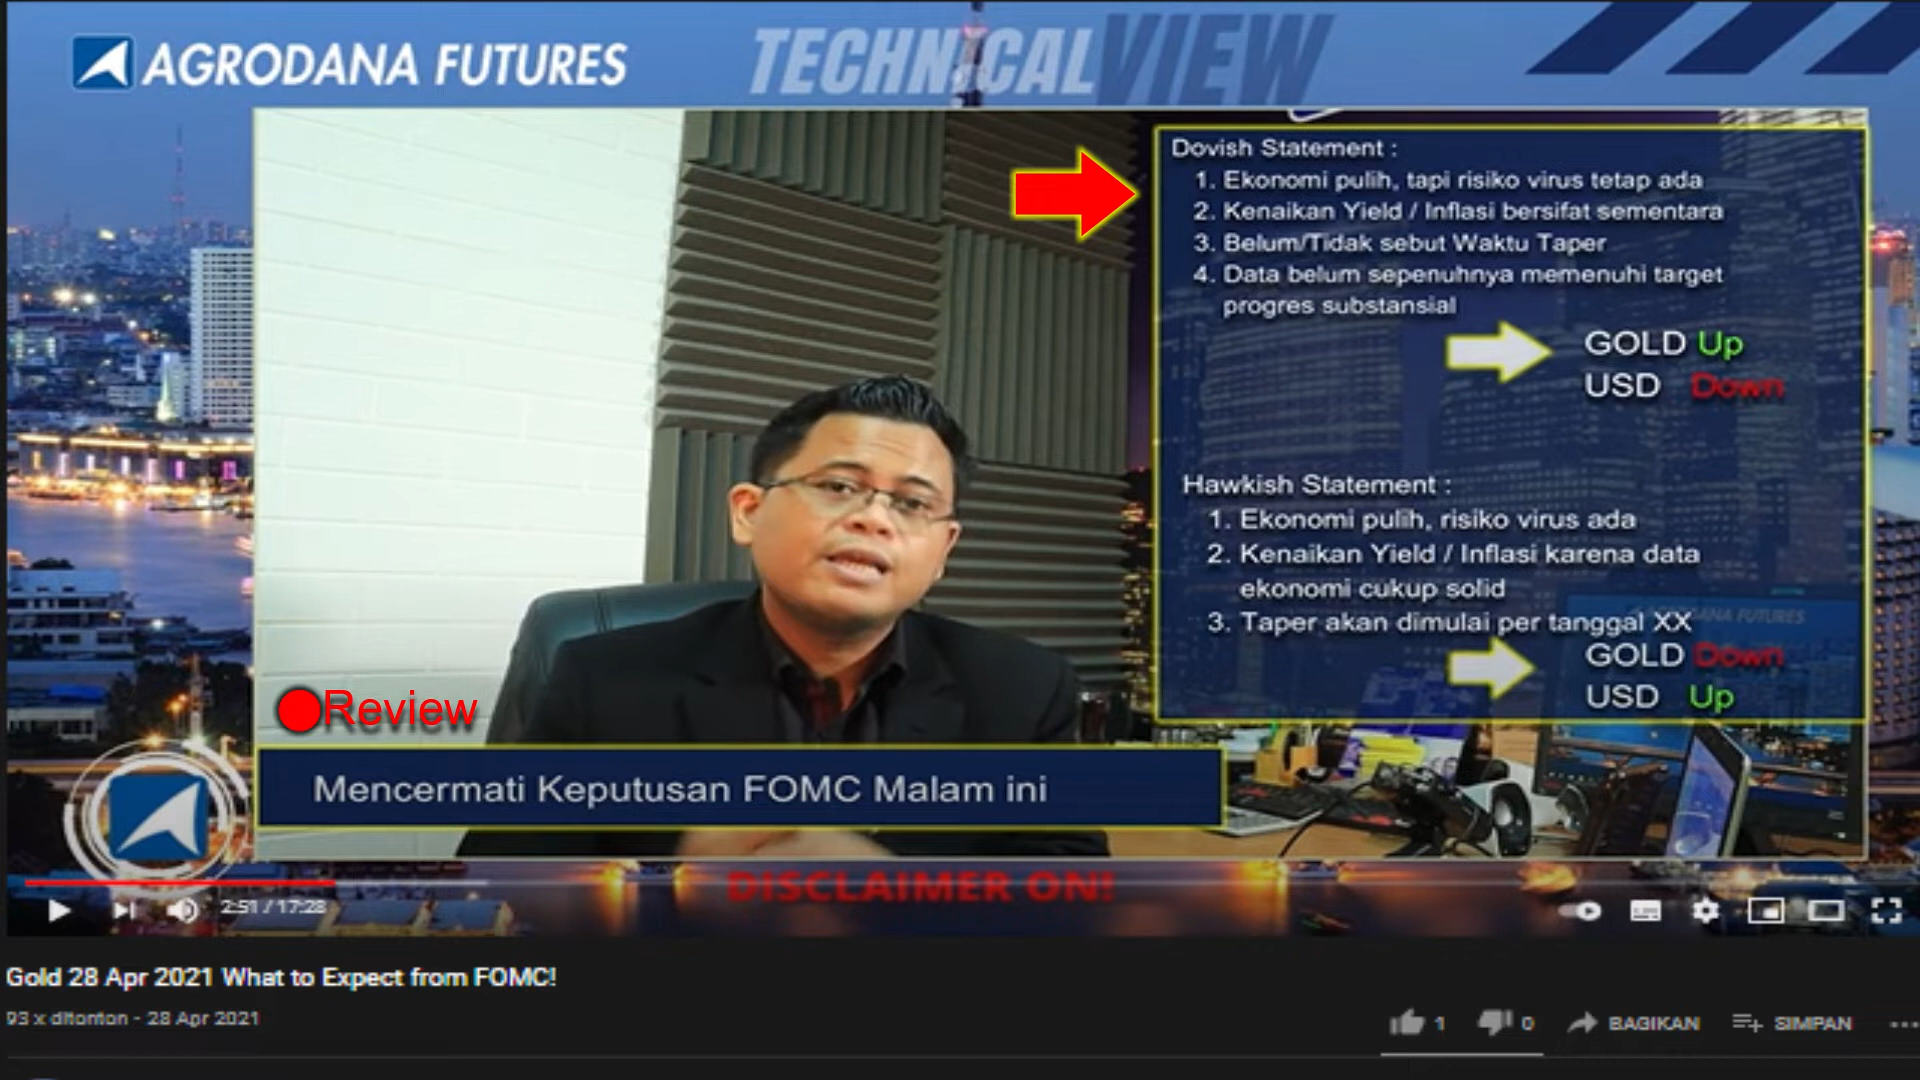 AGRODANA FUTURES
TECHNICALVIEW
Dovish Statement :
1. Ekonomi pulih, tapi risiko virus tetap ada
2. Kenaikan Yield / Inflasi bersifat sementara
3. Belum/Tidak sebut Waktu Taper
4. Data belum sepenuhnya memenuhi target
progres substansial
GOLD Up
USD Down
Hawkish Statement :
1. Ekonomi pulih, risiko virus ada
2. Kenaikan Yield / Inflasi karena data
ekonomi cukup solid
3. Taper akan dimulai per tanggal XX
GOLD Down
USD Up
Review
Mencermati Keputusan FOMC Malam ini
DISCLAIMER ON!
2:51 / 17:28
Gold 28 Apr 2021 What to Expect from FOMC!
93 x ditonton - 28 Apr 2021
1
0
BAGIKAN
SIMPAN